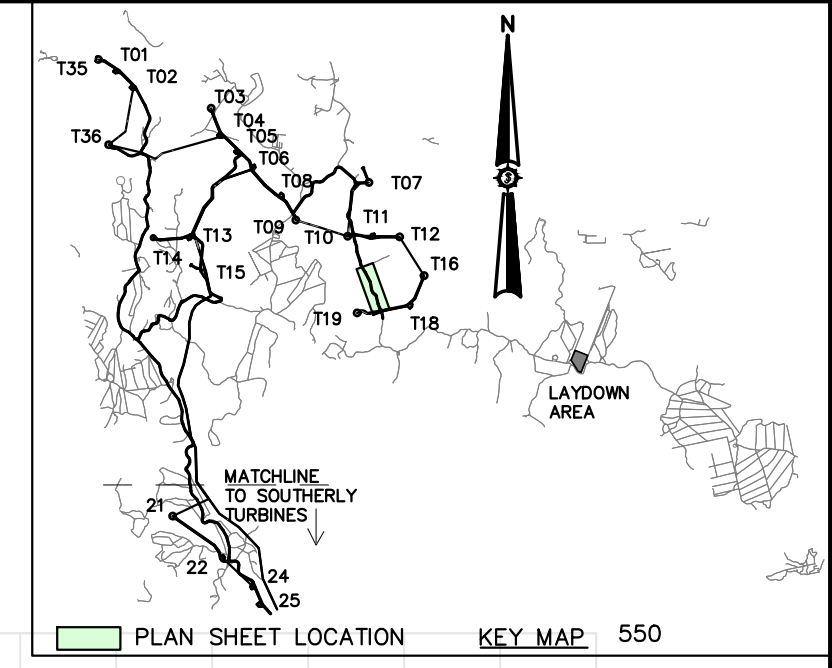 N
T01
T35
T02
T03
T04
T36
T05
T06
T08
T07
T09
T11
T13
T10
T12
T14
T15
T16
T19
T18
LAYDOWN
AREA
MATCHLINE
TO SOUTHERLY
TURBINES
21
22
24
25
PLAN SHEET LOCATION
KEY MAP
550